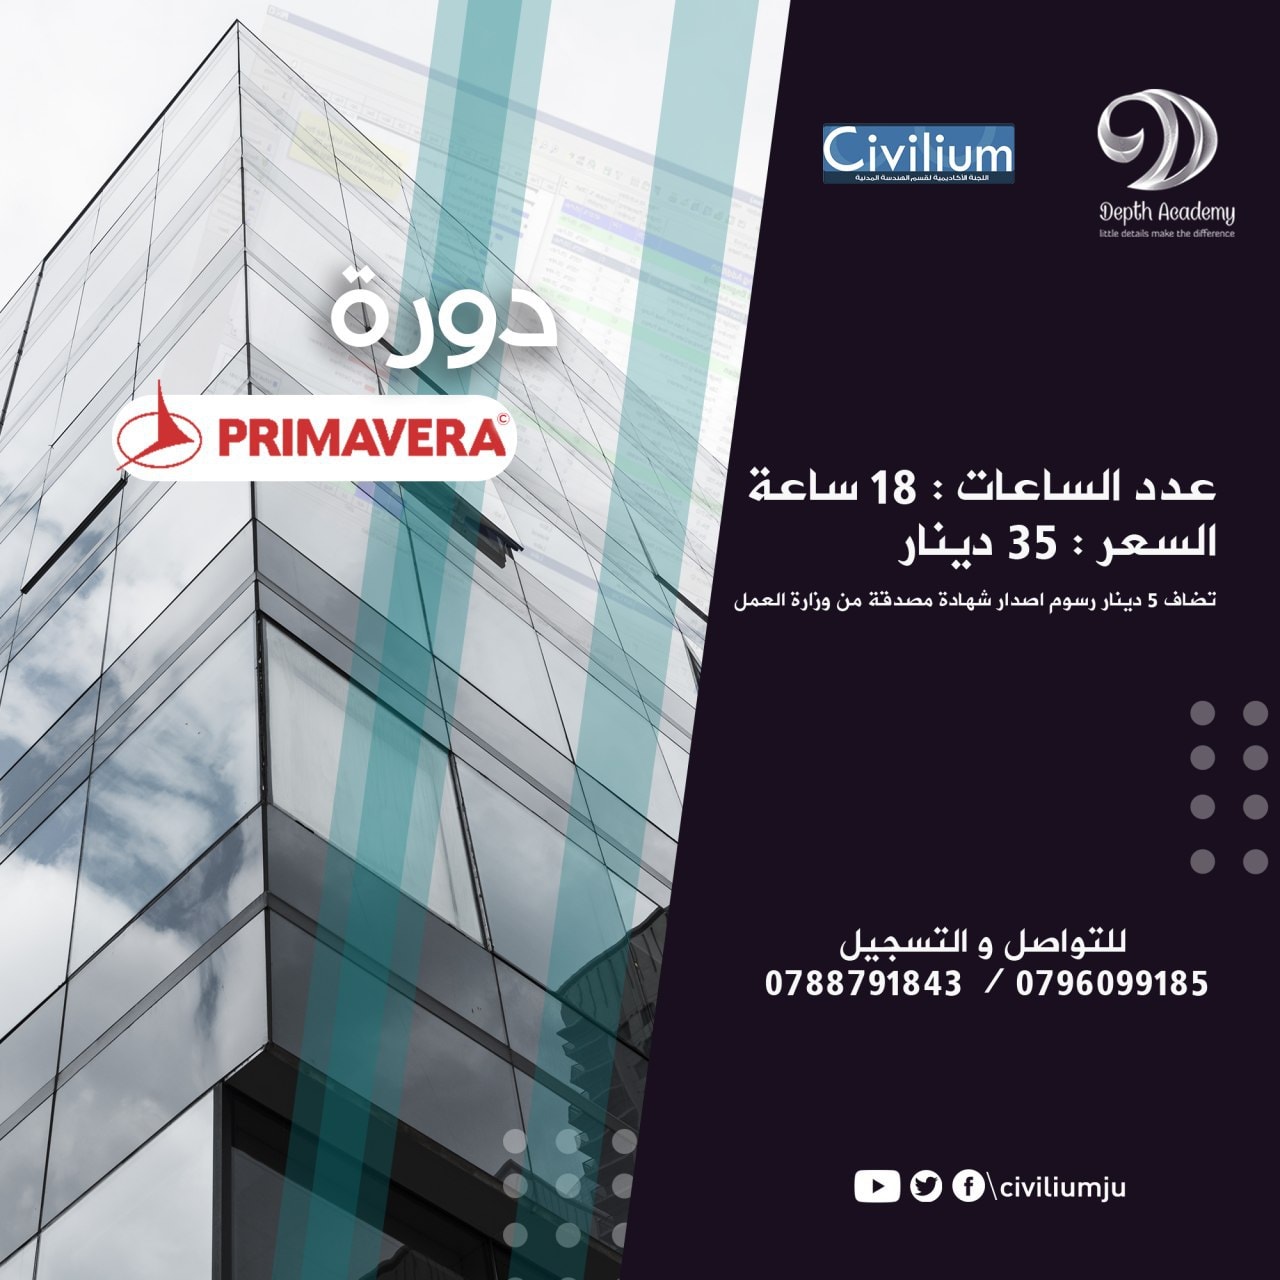 Civilium
اللجنة الأكاديمية لقسم الهندسة المدنية
Depth Academy
little details make the difference
دورة
PRIMAVERA©
عدد الساعات : 18 ساعة
السعر : 35 دينار
تضاف 5 دينار رسوم اصدار شهادة مصدقة من وزارة العمل
للتواصل و التسجيل
0788791843 / 0796099185
\civiliumju